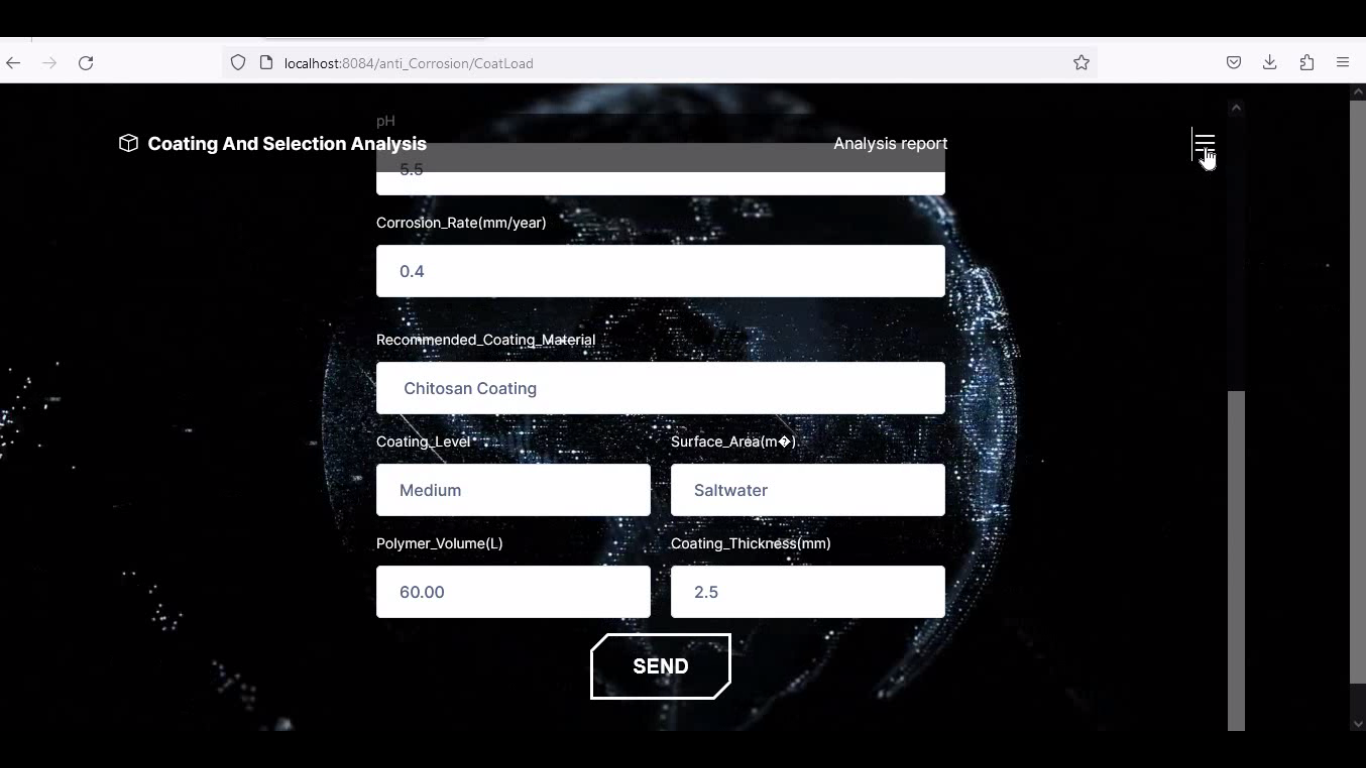 localhost:8084/anti_Corrosion/CoatLoad
pH
Coating And Selection Analysis
Analysis report
5.5
Corrosion_Rate(mm/year)
0.4
Recommended_Coating_Material
Chitosan Coating
Coating_Level
Surface_Area(m�)
Medium
Saltwater
Polymer_Volume(L)
Coating_Thickness(mm)
60.00
2.5
SEND